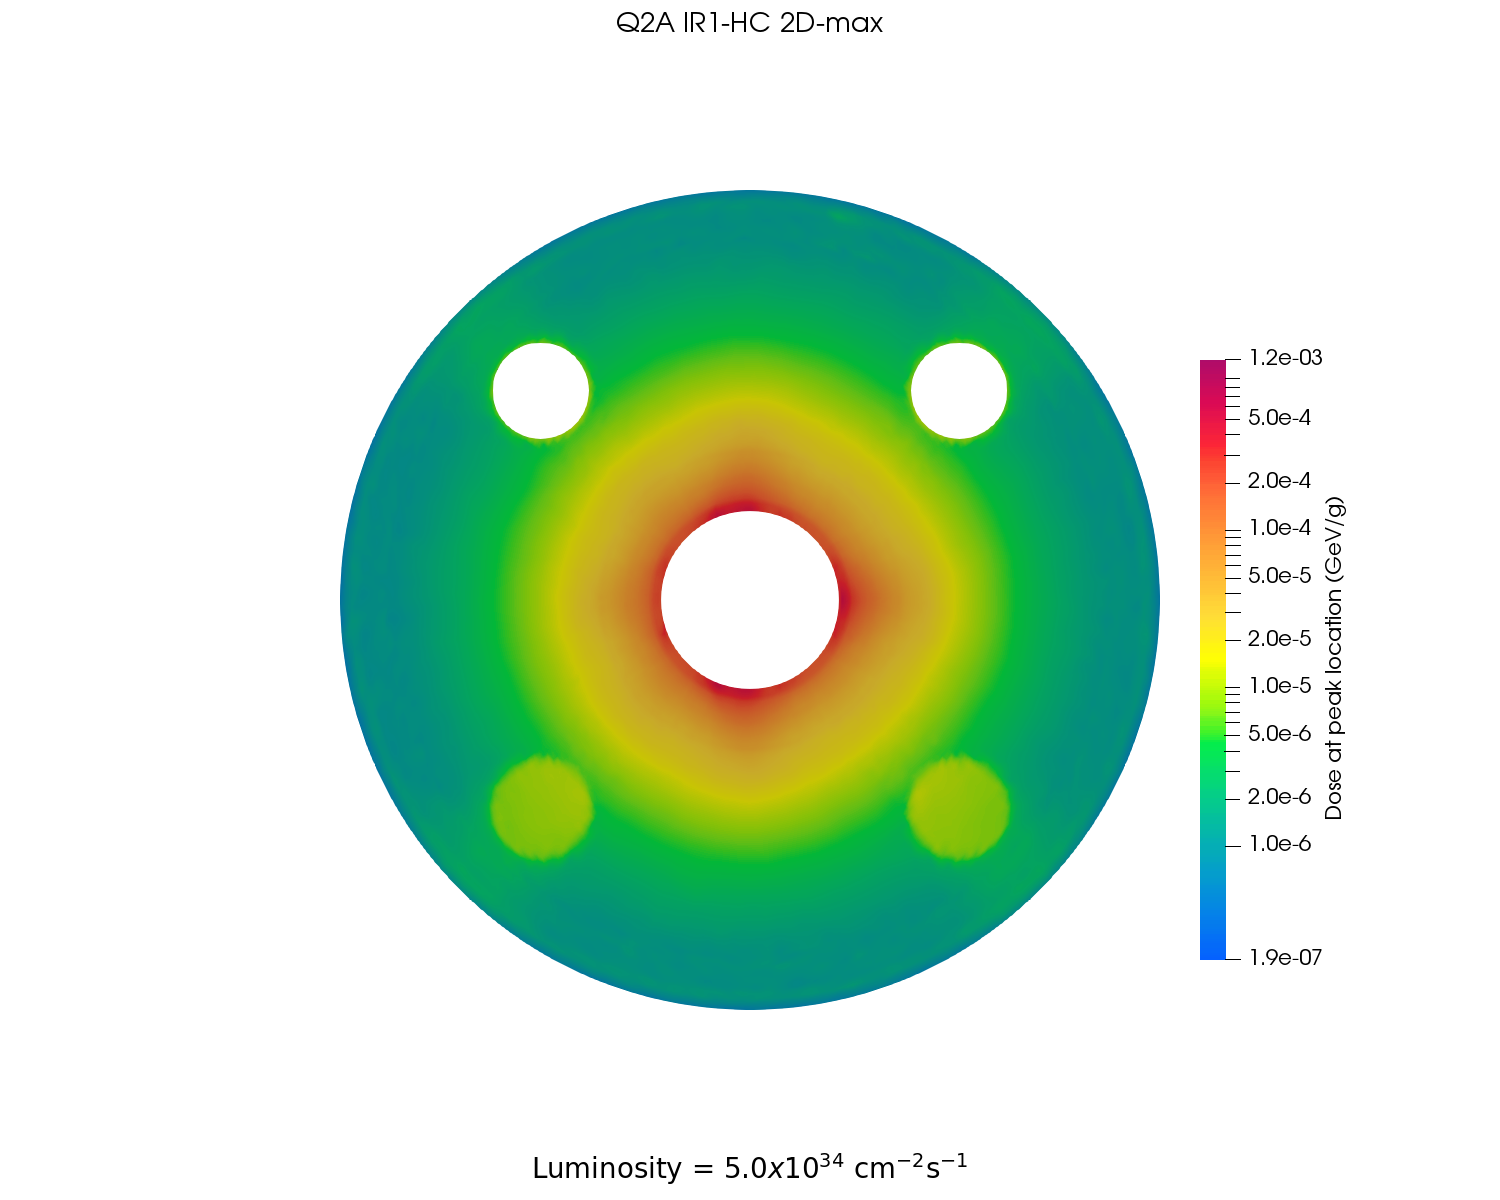 Q2A IR1-HC 2D-max
1.2e-03
5.0e-4
2.0e-4
1.0e-4
5.0e-5
2.0e-5
1.0e-5
5.0e-6
2.0e-6
1.0e-6
1.9e-07
Dose at peak location (GeV/g)
Luminosity = 5.0x10³⁴ cm⁻²s⁻¹